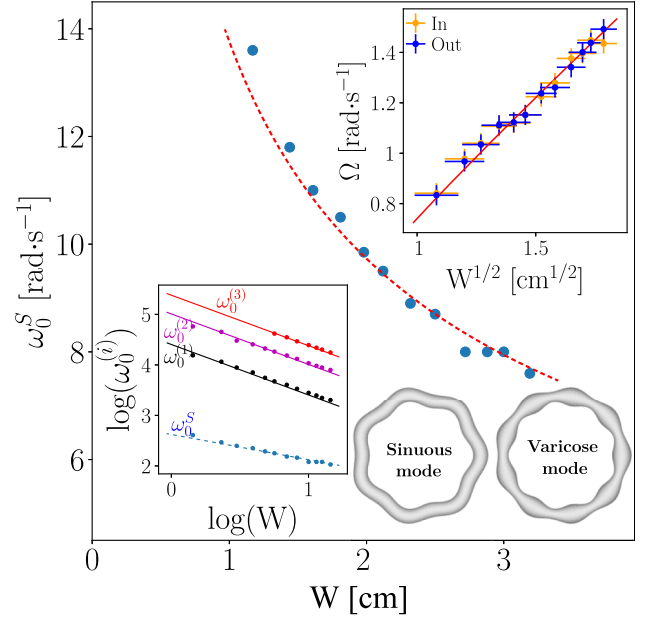 14
12
10
8
6
ω₀ˢ [rad·s⁻¹]
0
1
2
3
W [cm]
In
Out
1.4
1.2
1
0.8
Ω [rad·s⁻¹]
1
1.5
W^{1/2} [cm^{1/2}]
5
4
3
2
log(ω₀⁽ⁱ⁾)
ω₀⁽³⁾
ω₀⁽²⁾
ω₀⁽¹⁾
ω₀ˢ
0
1
log(W)
Sinuous
mode
Varicose
mode